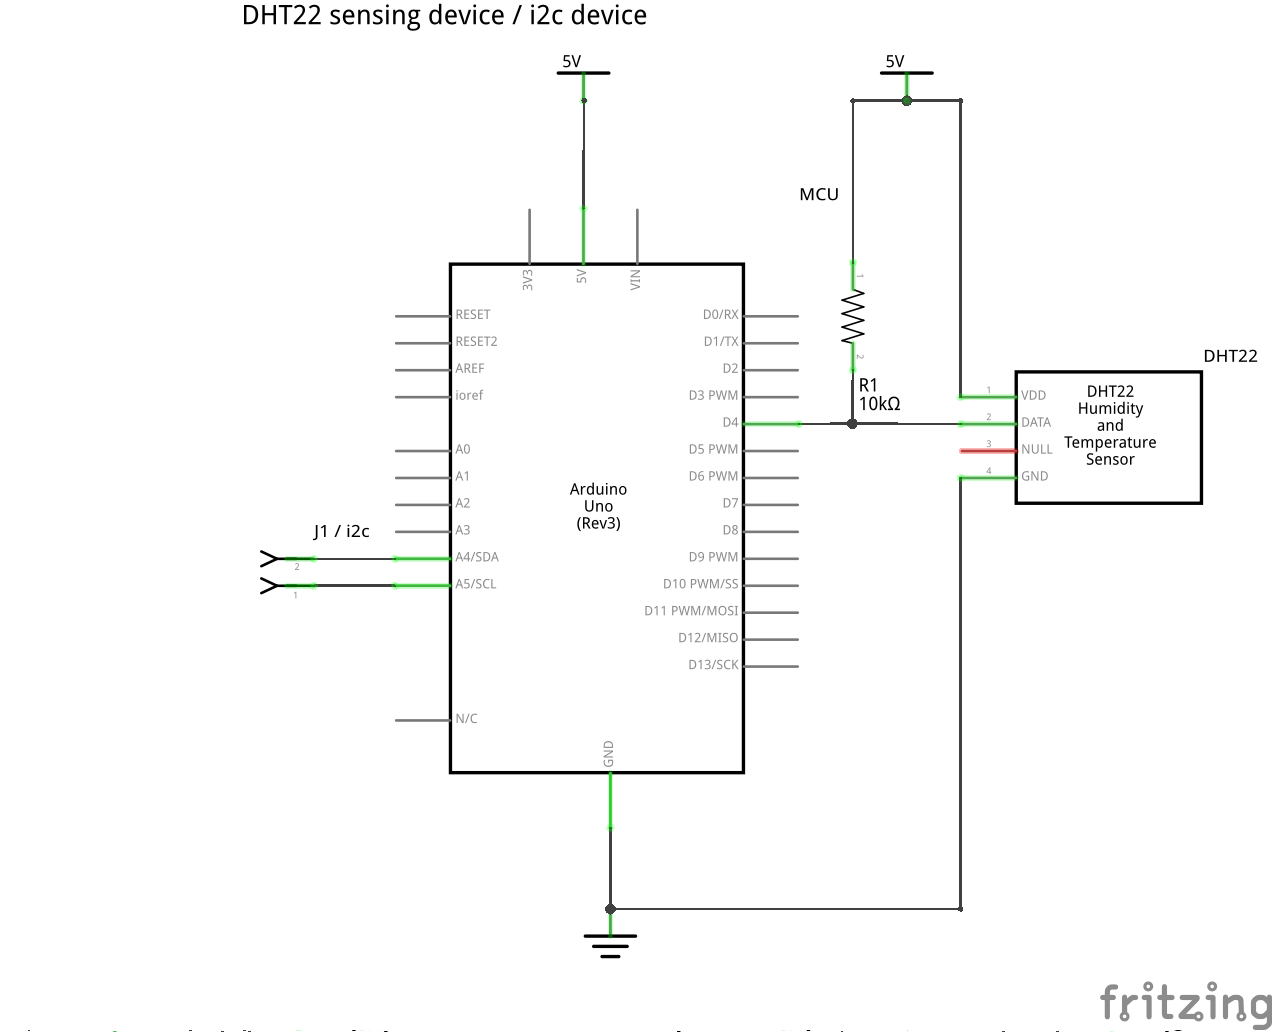 DHT22 sensing device / i2c device
5V
5V
MCU
3V3
5V
VIN
RESET
RESET2
AREF
ioref
A0
A1
A2
A3
A4/SDA
A5/SCL
N/C
D0/RX
D1/TX
D2
D3 PWM
D4
D5 PWM
D6 PWM
D7
D8
D9 PWM
D10 PWM/SS
D11 PWM/MOSI
D12/MISO
D13/SCK
GND
Arduino
Uno
(Rev3)
J1 / i2c
2
1
1
2
R1
10kΩ
DHT22
1
2
3
4
VDD
DATA
NULL
GND
DHT22
Humidity
and
Temperature
Sensor
fritzing